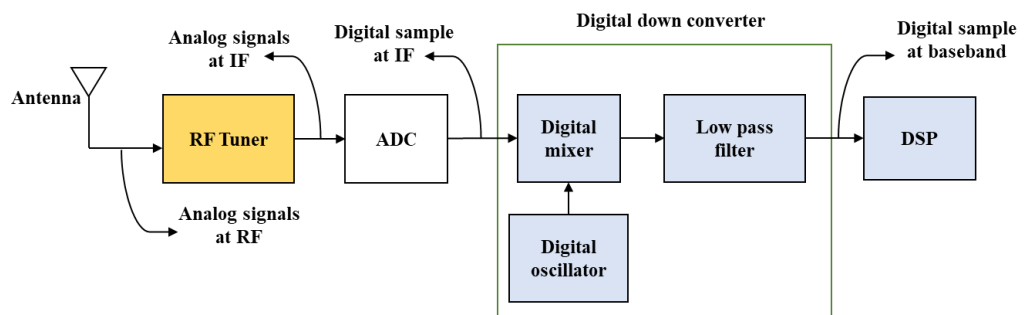 Digital down converter
Analog signals
at IF
Digital sample
at IF
Digital sample
at baseband
Antenna
RF Tuner
ADC
Digital
mixer
Low pass
filter
DSP
Analog signals
at RF
Digital
oscillator